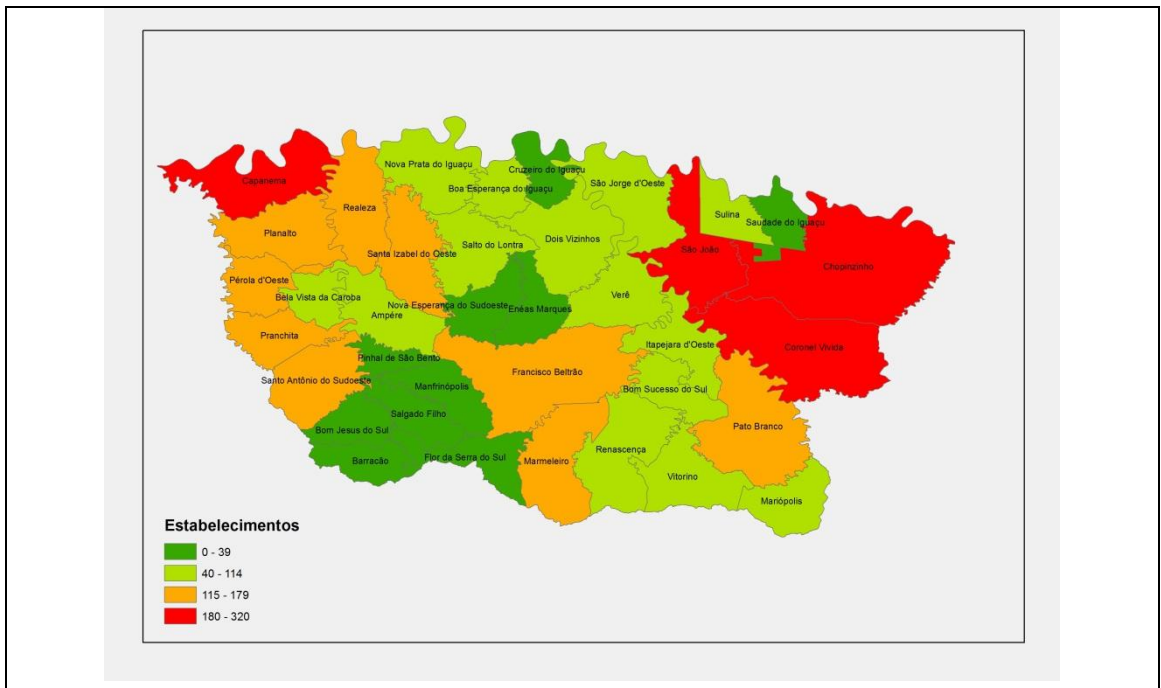 Nova Prata do Iguaçu
Cruzeiro do Iguaçu
Capanema
Boa Esperança do Iguaçu
São Jorge d'Oeste
Realeza
Sulina
Saudade do Iguaçu
Planalto
Dois Vizinhos
Salto do Lontra
São João
Santa Izabel do Oeste
Chopinzinho
Pérola d'Oeste
Bela Vista da Caroba
Verê
Nova Esperança do Sudoeste
Enéas Marques
Ampére
Pranchita
Itapejara d'Oeste
Coronel Vivida
Pinhal de São Bento
Francisco Beltrão
Santo Antônio do Sudoeste
Manfrinópolis
Bom Sucesso do Sul
Salgado Filho
Pato Branco
Bom Jesus do Sul
Renascença
Flor da Serra do Sul
Barracão
Marmeleiro
Vitorino
Mariópolis
Estabelecimentos
0 - 39
40 - 114
115 - 179
180 - 320